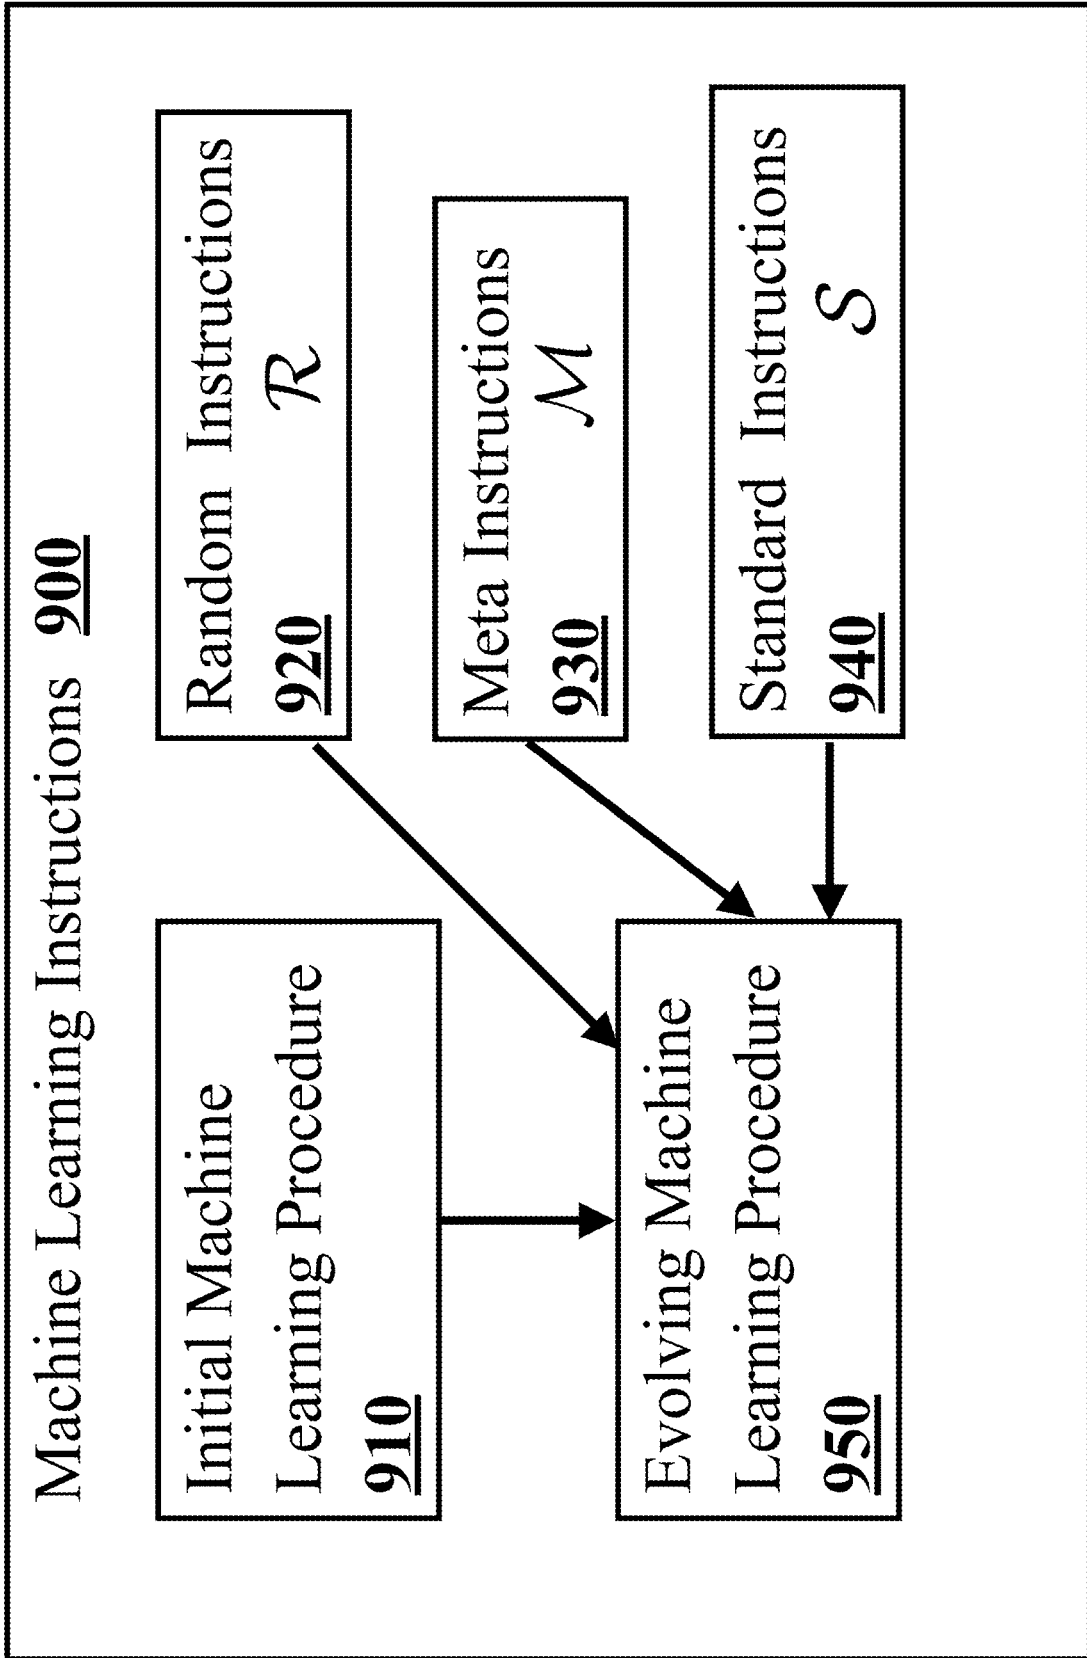 Machine Learning Instructions 900
Initial Machine
Learning Procedure
910
Random Instructions
920 ℛ
Meta Instructions
930 ℳ
Evolving Machine
Learning Procedure
950
Standard Instructions
940 𝒮